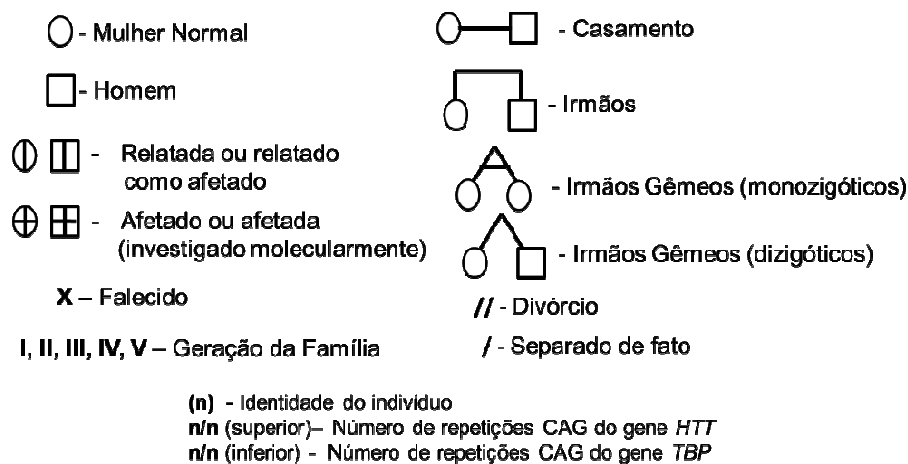 - Mulher Normal
- Homem
- Relatada ou relatado
como afetado
- Afetado ou afetada
(investigado molecularmente)
X – Falecido
I, II, III, IV, V – Geração da Família
- Casamento
- Irmãos
- Irmãos Gêmeos (monozigóticos)
- Irmãos Gêmeos (dizigóticos)
// - Divórcio
/ - Separado de fato
(n) - Identidade do indivíduo
n/n (superior)– Número de repetições CAG do gene HTT
n/n (inferior) - Número de repetições CAG do gene TBP